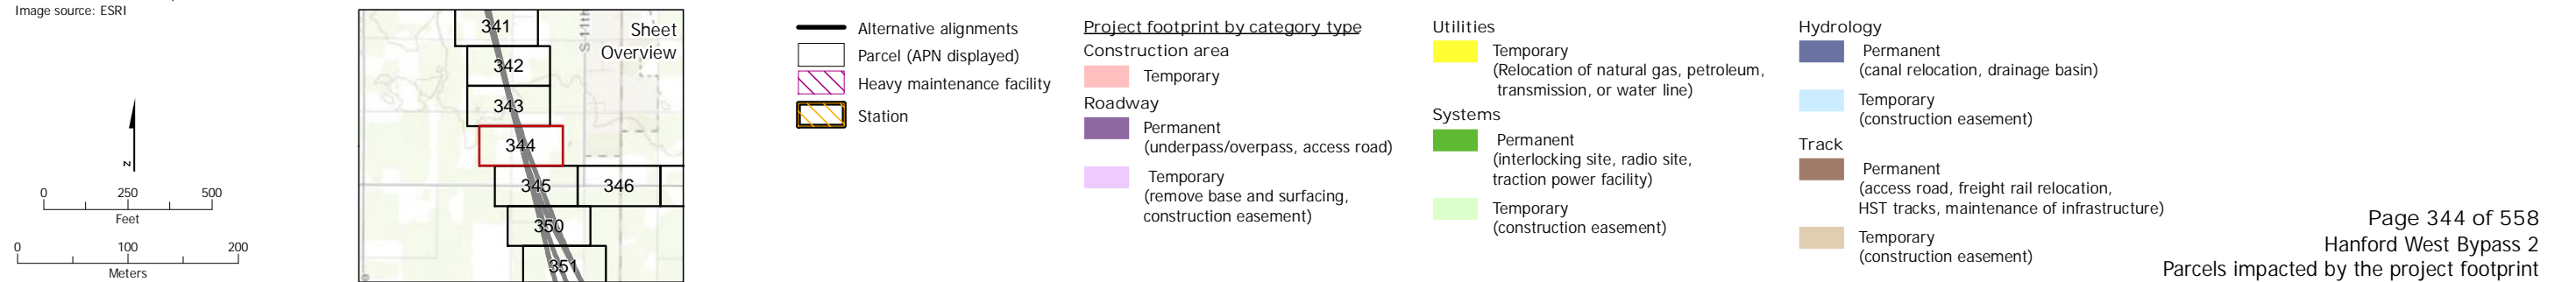 Image source: ESRI
N
0 250 500
Feet
0 100 200
Meters
Sheet
Overview
S 11th
341
342
343
344
345
346
350
351
Alternative alignments
Parcel (APN displayed)
Heavy maintenance facility
Station
Project footprint by category type
Construction area
Temporary
Roadway
Permanent
(underpass/overpass, access road)
Temporary
(remove base and surfacing,
construction easement)
Utilities
Temporary
(Relocation of natural gas, petroleum,
transmission, or water line)
Systems
Permanent
(interlocking site, radio site,
traction power facility)
Temporary
(construction easement)
Hydrology
Permanent
(canal relocation, drainage basin)
Temporary
(construction easement)
Track
Permanent
(access road, freight rail relocation,
HST tracks, maintenance of infrastructure)
Temporary
(construction easement)
Page 344 of 558
Hanford West Bypass 2
Parcels impacted by the project footprint